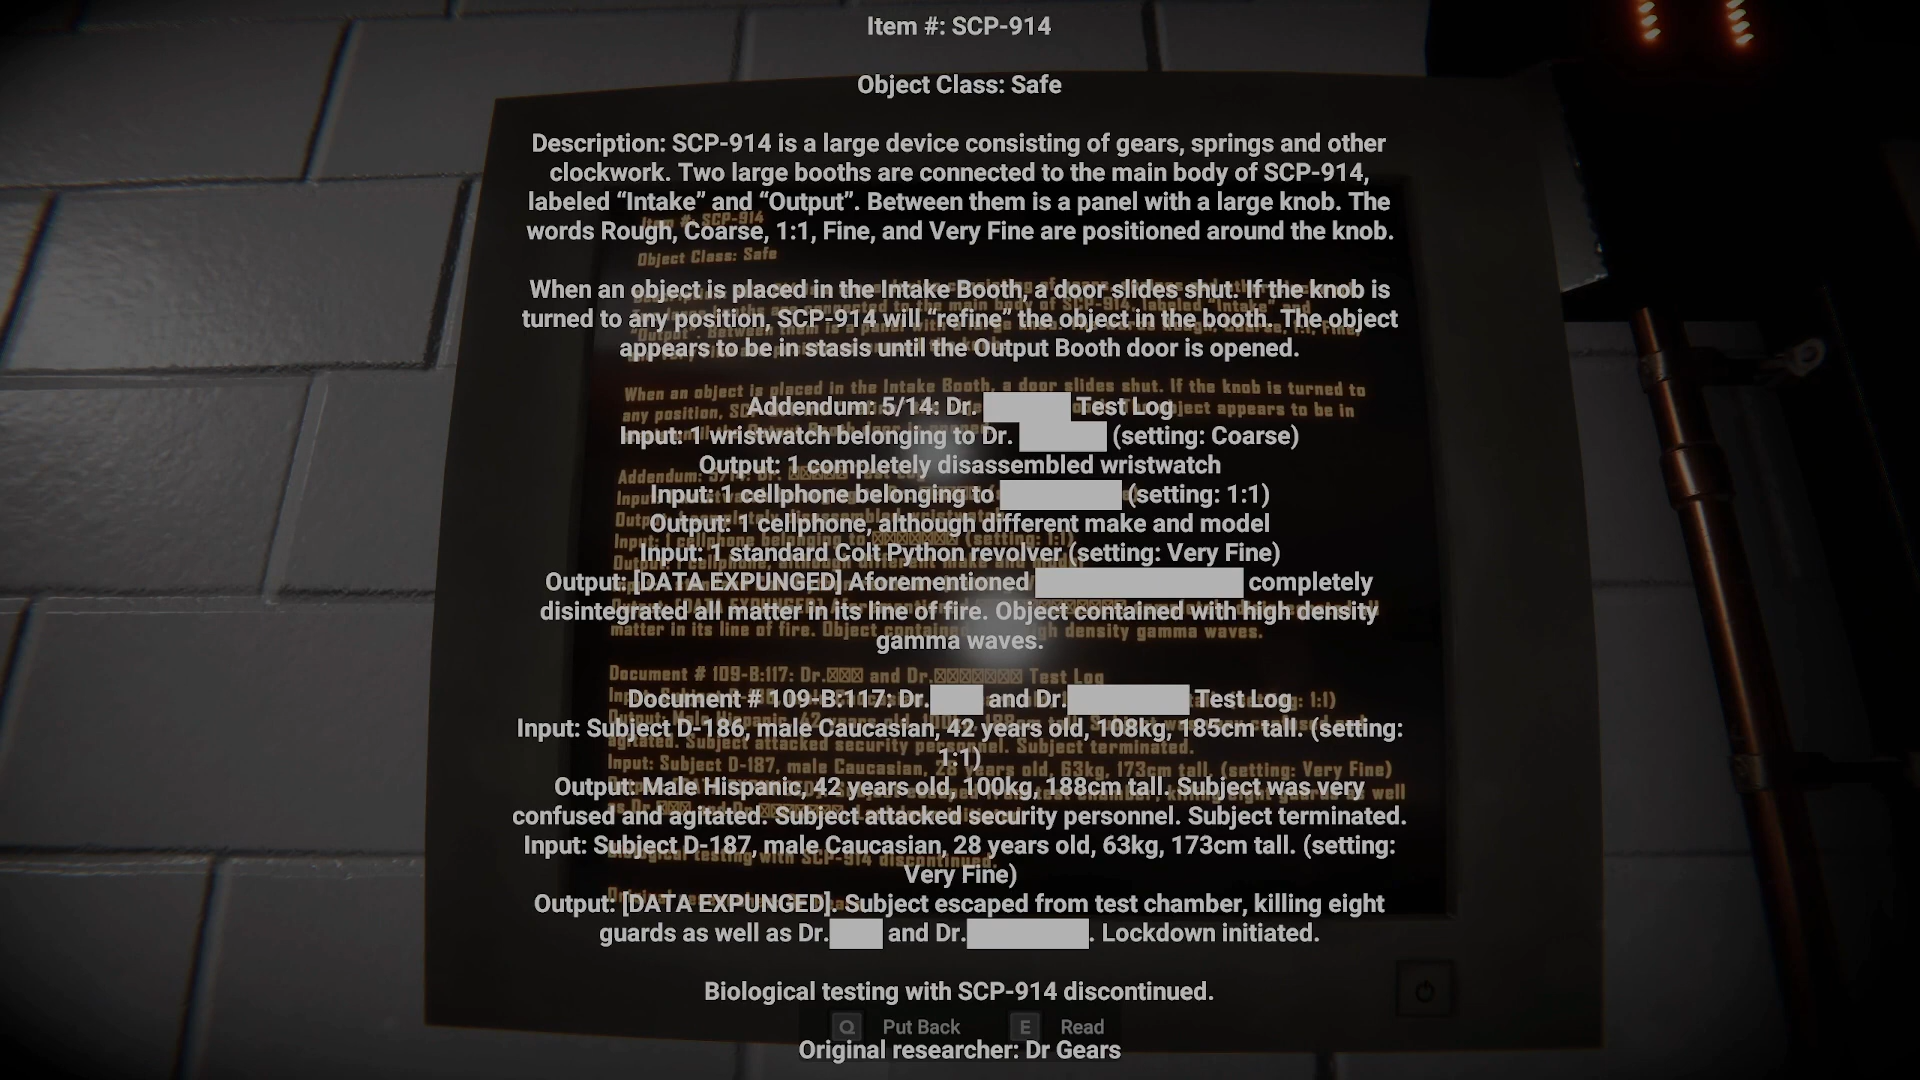 Item #: SCP-914
Object Class: Safe
Description: SCP-914 is a large device consisting of gears, springs and other
clockwork. Two large booths are connected to the main body of SCP-914,
labeled “Intake” and “Output”. Between them is a panel with a large knob. The
words Rough, Coarse, 1:1, Fine, and Very Fine are positioned around the knob.
When an object is placed in the Intake Booth, a door slides shut. If the knob is
turned to any position, SCP-914 will “refine” the object in the booth. The object
appears to be in stasis until the Output Booth door is opened.
Addendum: 5/14: Dr. Test Log
Input: 1 wristwatch belonging to Dr. (setting: Coarse)
Output: 1 completely disassembled wristwatch
Input: 1 cellphone belonging to (setting: 1:1)
Output: 1 cellphone, although different make and model
Input: 1 standard Colt Python revolver (setting: Very Fine)
Output: [DATA EXPUNGED] Aforementioned completely
disintegrated all matter in its line of fire. Object contained with high density
gamma waves.
Document # 109-B:117: Dr. and Dr. Test Log
Input: Subject D-186, male Caucasian, 42 years old, 108kg, 185cm tall. (setting:
1:1)
Output: Male Hispanic, 42 years old, 100kg, 188cm tall. Subject was very
confused and agitated. Subject attacked security personnel. Subject terminated.
Input: Subject D-187, male Caucasian, 28 years old, 63kg, 173cm tall. (setting:
Very Fine)
Output: [DATA EXPUNGED]. Subject escaped from test chamber, killing eight
guards as well as Dr. and Dr. . Lockdown initiated.
Biological testing with SCP-914 discontinued.
Q Put Back E Read
Original researcher: Dr Gears